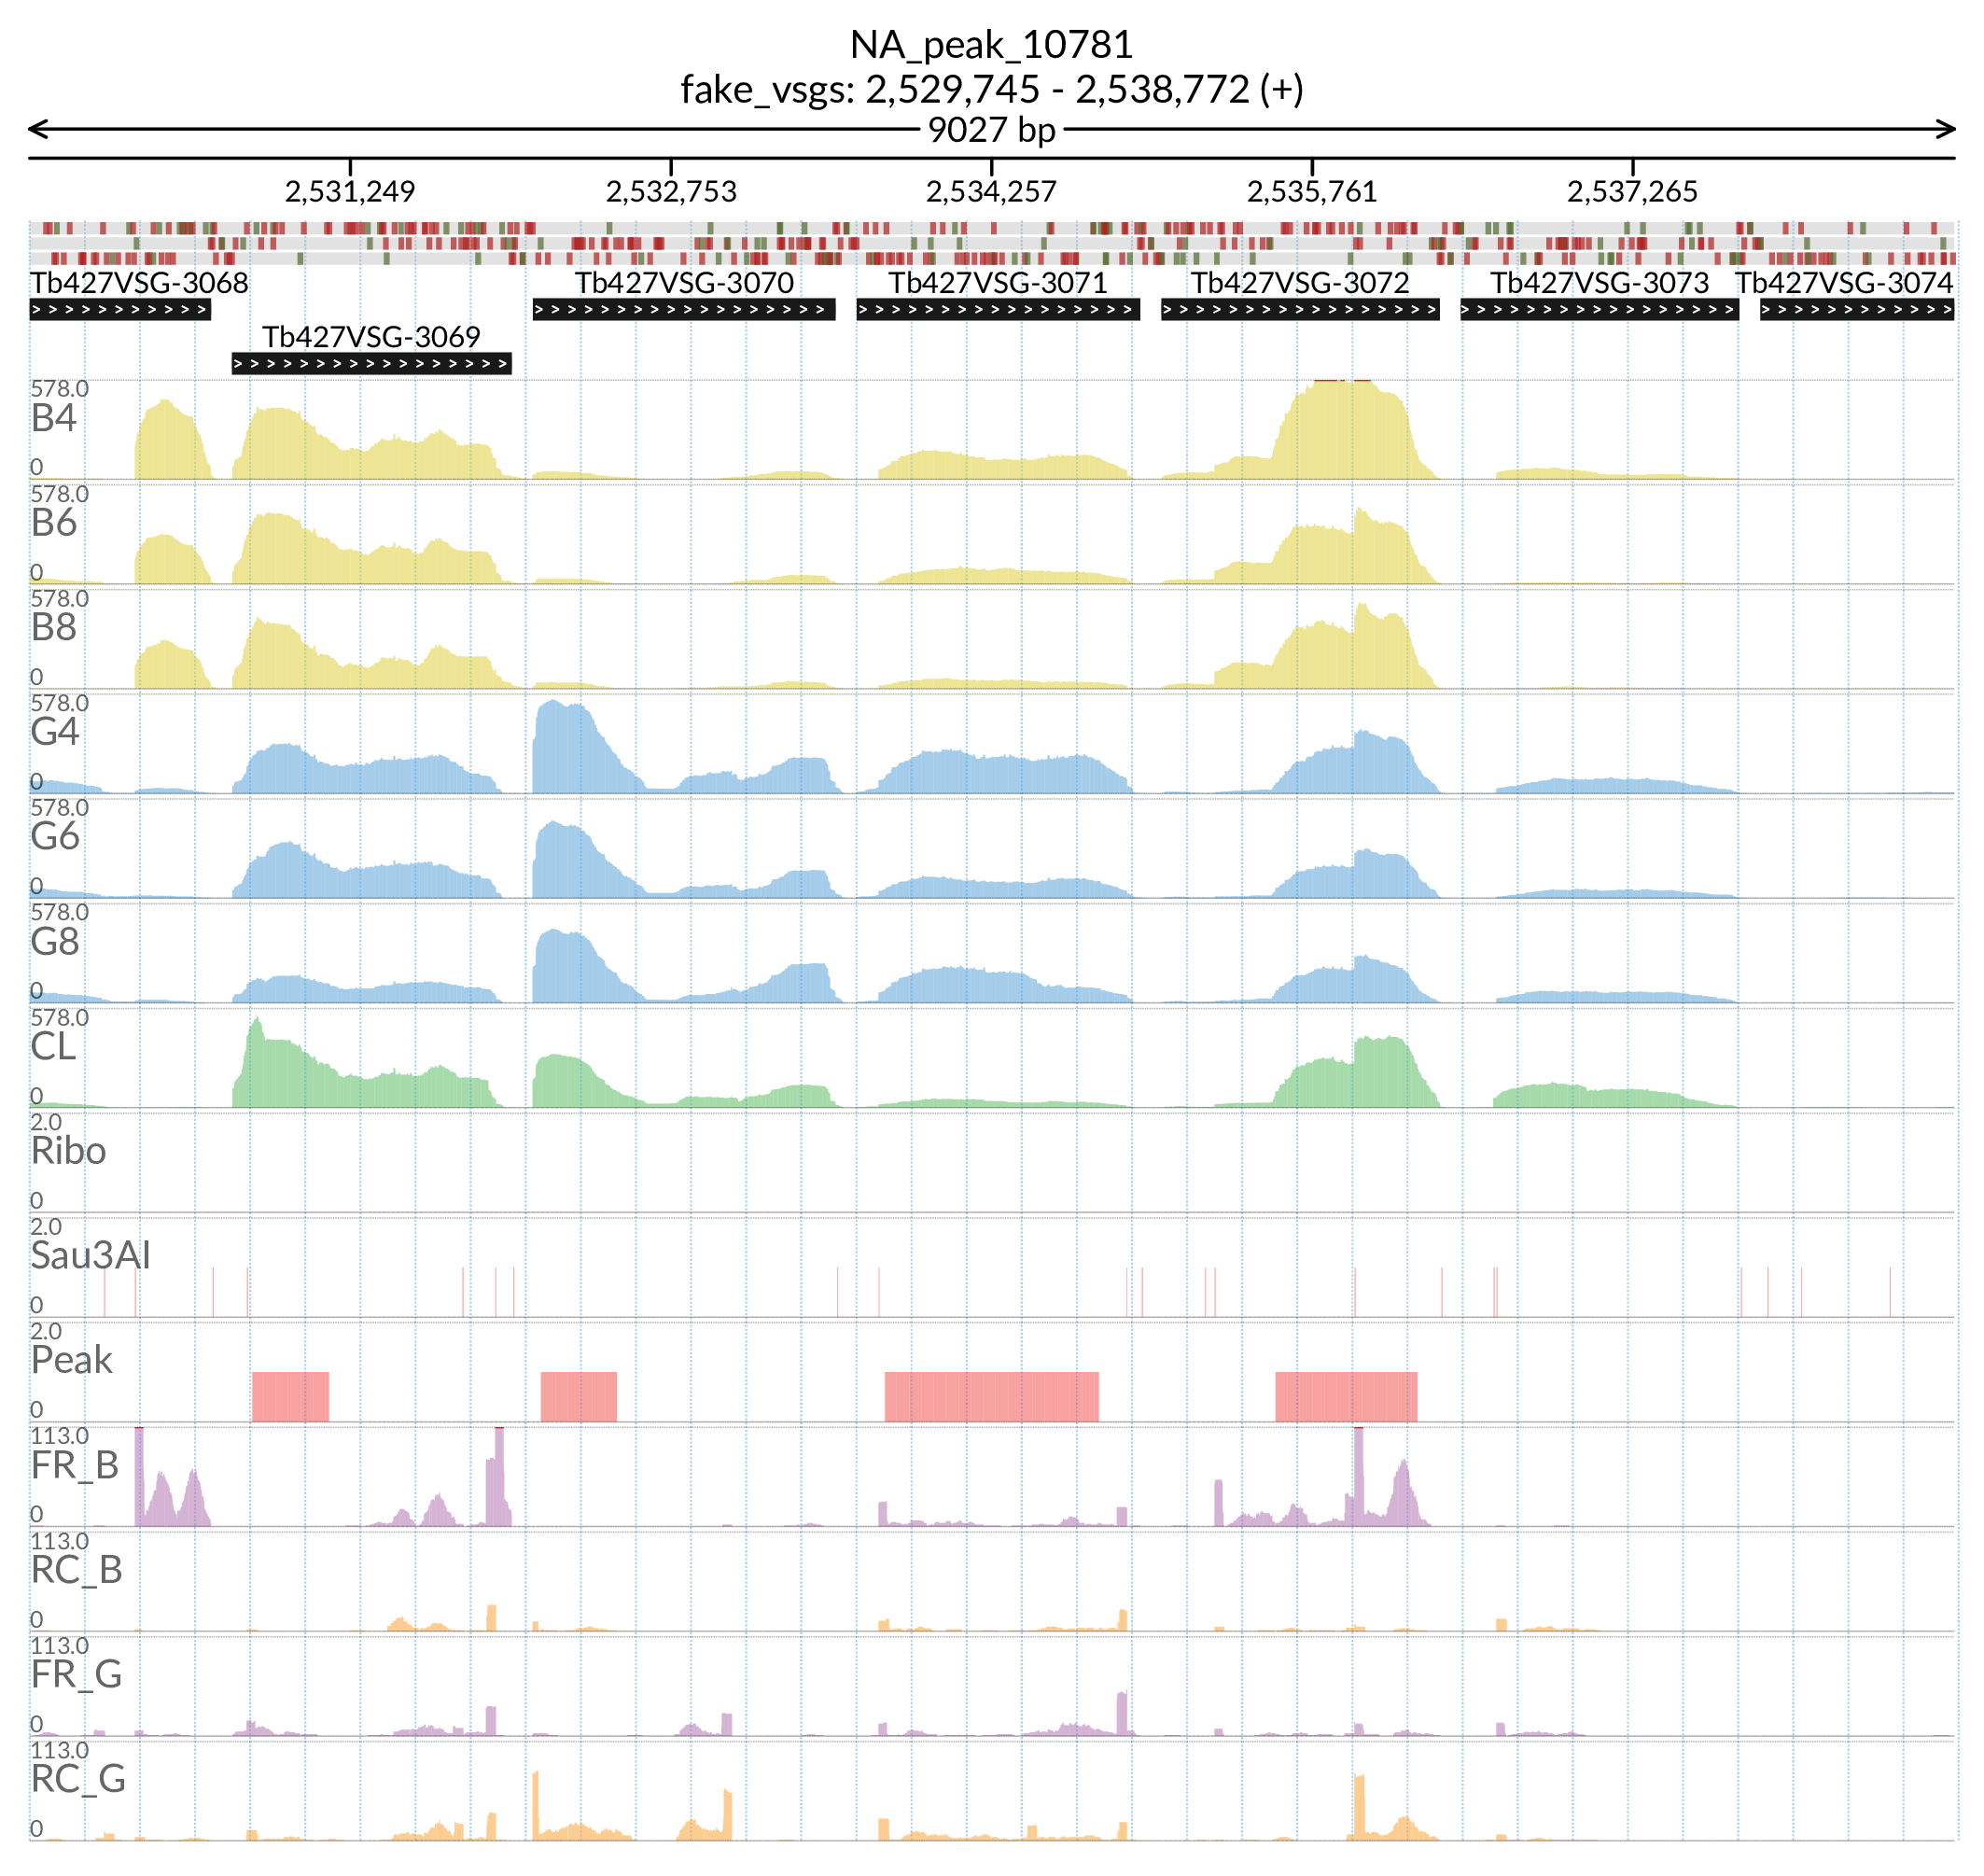 NA_peak_10781
fake_vsgs: 2,529,745 - 2,538,772 (+)
9027 bp
2,531,249 2,532,753 2,534,257 2,535,761 2,537,265
Tb427VSG-3068 Tb427VSG-3070 Tb427VSG-3071 Tb427VSG-3072 Tb427VSG-3073 Tb427VSG-3074
Tb427VSG-3069
578.0
B4
0
578.0
B6
0
578.0
B8
0
578.0
G4
0
578.0
G6
0
578.0
G8
0
578.0
CL
0
2.0
Ribo
0
2.0
Sau3AI
0
2.0
Peak
0
113.0
FR_B
0
113.0
RC_B
0
113.0
FR_G
0
113.0
RC_G
0